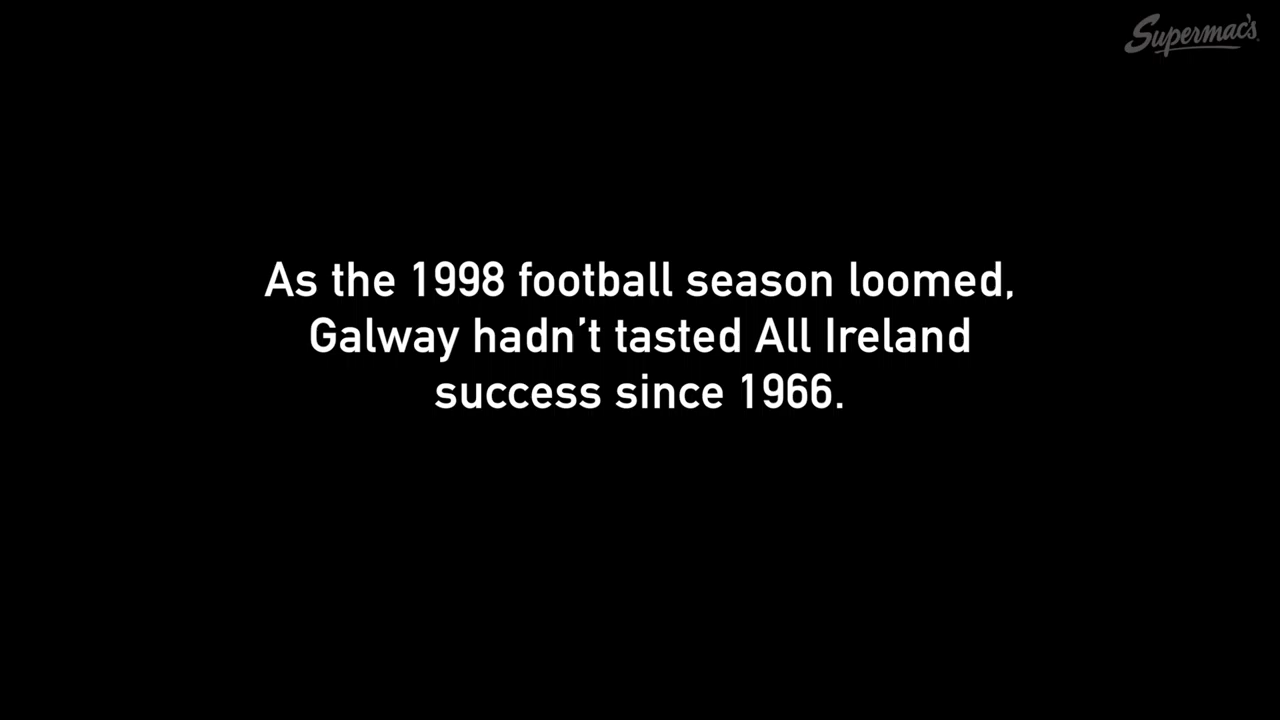 Supermac's
As the 1998 football season loomed,
Galway hadn’t tasted All Ireland
success since 1966.